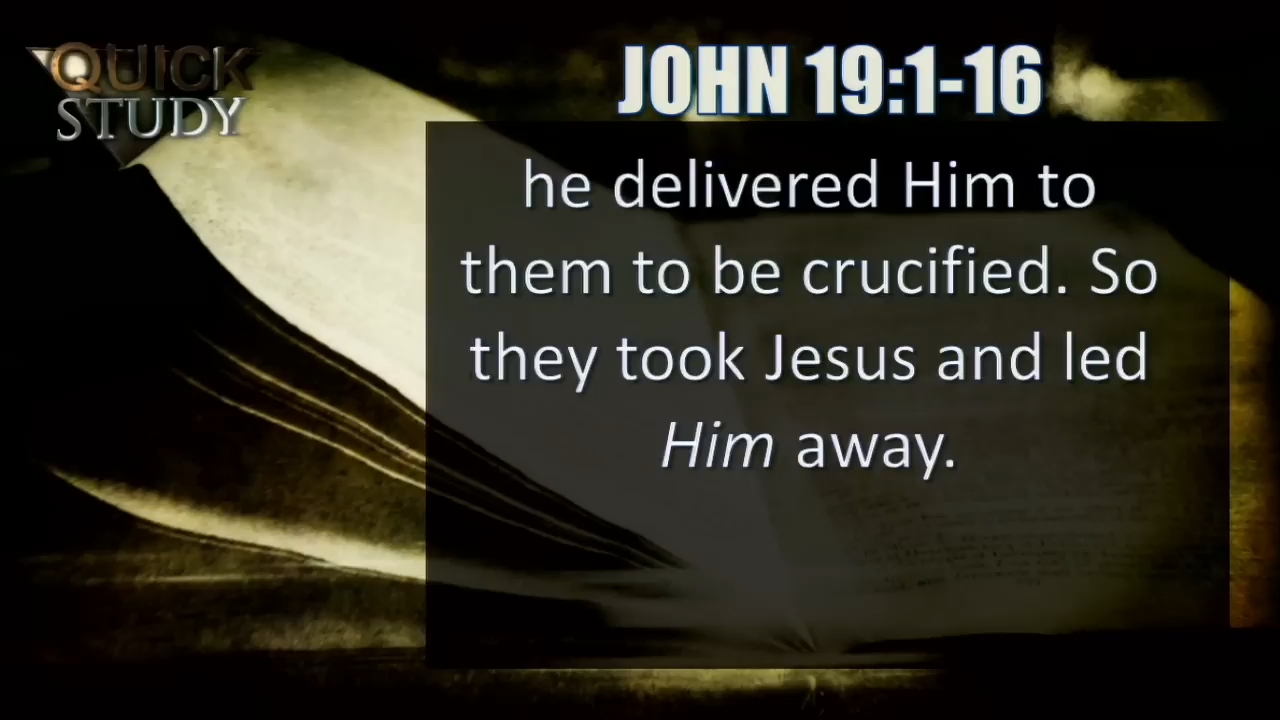 QUICK
STUDY
JOHN 19:1-16
he delivered Him to
them to be crucified. So
they took Jesus and led
Him away.